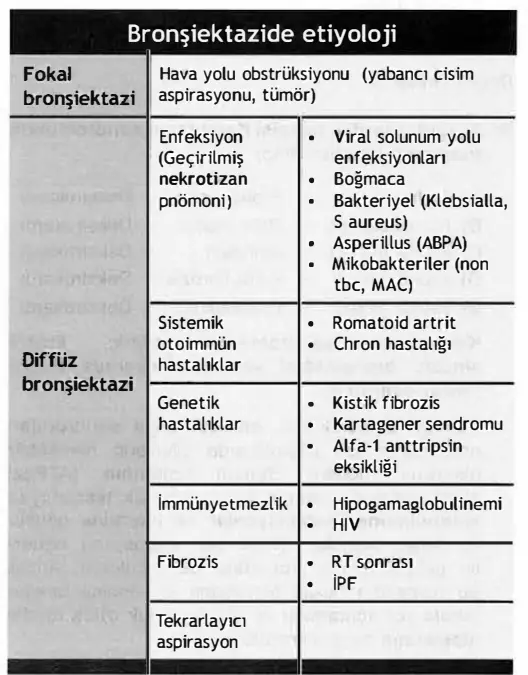 Bronşiektazide etiyoloji
Fokal
bronşiektazi
Hava yolu obstrüksiyonu (yabancı cisim
aspirasyonu, tümör)
Diffüz
bronşiektazi
Enfeksiyon
(Geçirilmiş
nekrotizan
pnömoni)
• Viral solunum yolu
enfeksiyonları
• Boğmaca
• Bakteriyel (Klebsialla,
S aureus)
• Asperillus (ABPA)
• Mikobakteriler (non
tbc, MAC)
Sistemik
otoimmün
hastalıklar
• Romatoid artrit
• Chron hastalığı
Genetik
hastalıklar
• Kistik fibrozis
• Kartagener sendromu
• Alfa-1 anttripsin
eksikliği
İmmünyetmezlik
• Hipogamaglobulinemi
• HIV
Fibrozis
• RT sonrası
• İPF
Tekrarlayıcı
aspirasyon